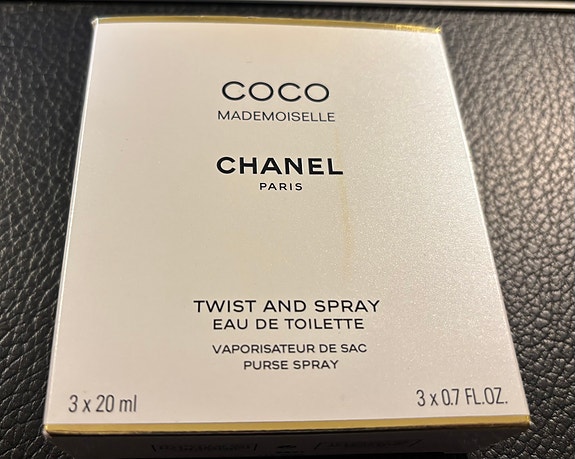 COCO
MADEMOISELLE
CHANEL
PARIS
TWIST AND SPRAY
EAU DE TOILETTE
VAPORISATEUR DE SAC
PURSE SPRAY
3 x 20 ml
3 x 0.7 FL.OZ.